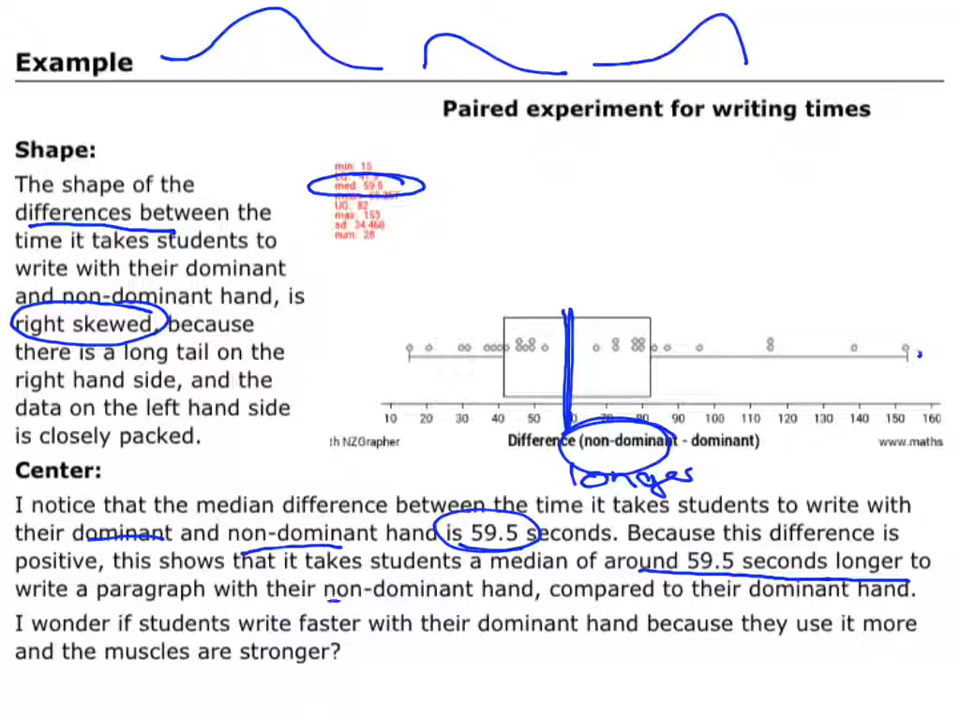 Example
Paired experiment for writing times
Shape:
The shape of the
differences between the
time it takes students to
write with their dominant
and non-dominant hand, is
right skewed, because
there is a long tail on the
right hand side, and the
data on the left hand side
is closely packed.
min: 15
med: 59.5
UQ: 82
max: 153
sd: 34.468
num: 28
10 20 30 40 50 60 70 80 90 100 110 120 130 140 150 160
th NZGrapher
Difference (non-dominant - dominant)
www.maths
longer
Center:
I notice that the median difference between the time it takes students to write with
their dominant and non-dominant hand is 59.5 seconds. Because this difference is
positive, this shows that it takes students a median of around 59.5 seconds longer to
write a paragraph with their non-dominant hand, compared to their dominant hand.
I wonder if students write faster with their dominant hand because they use it more
and the muscles are stronger?